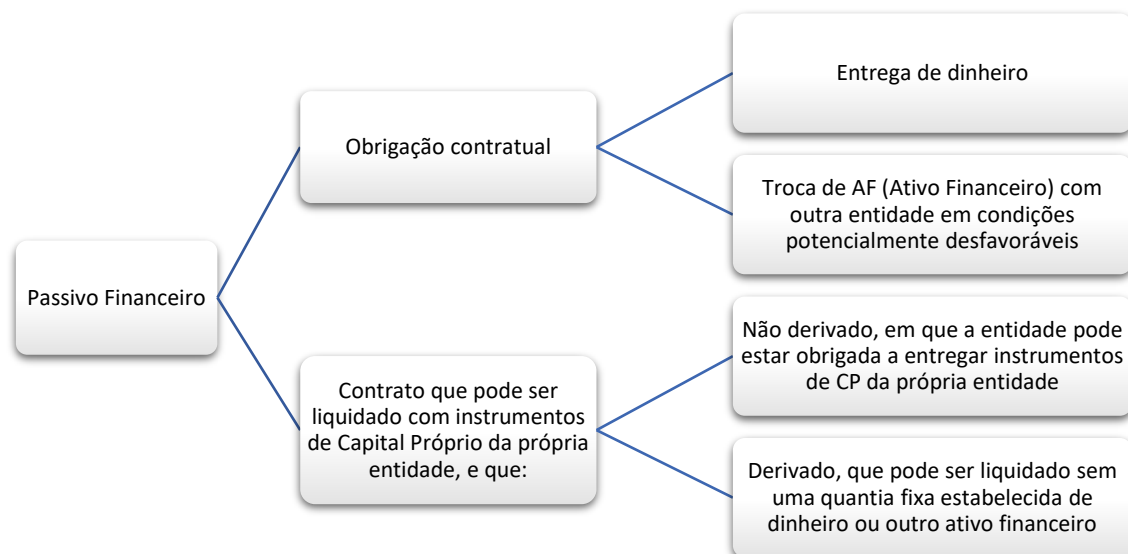 Passivo Financeiro
Obrigação contratual
Entrega de dinheiro
Troca de AF (Ativo Financeiro) com
outra entidade em condições
potencialmente desfavoráveis
Contrato que pode ser
liquidado com instrumentos
de Capital Próprio da própria
entidade, e que:
Não derivado, em que a entidade pode
estar obrigada a entregar instrumentos
de CP da própria entidade
Derivado, que pode ser liquidado sem
uma quantia fixa estabelecida de
dinheiro ou outro ativo financeiro